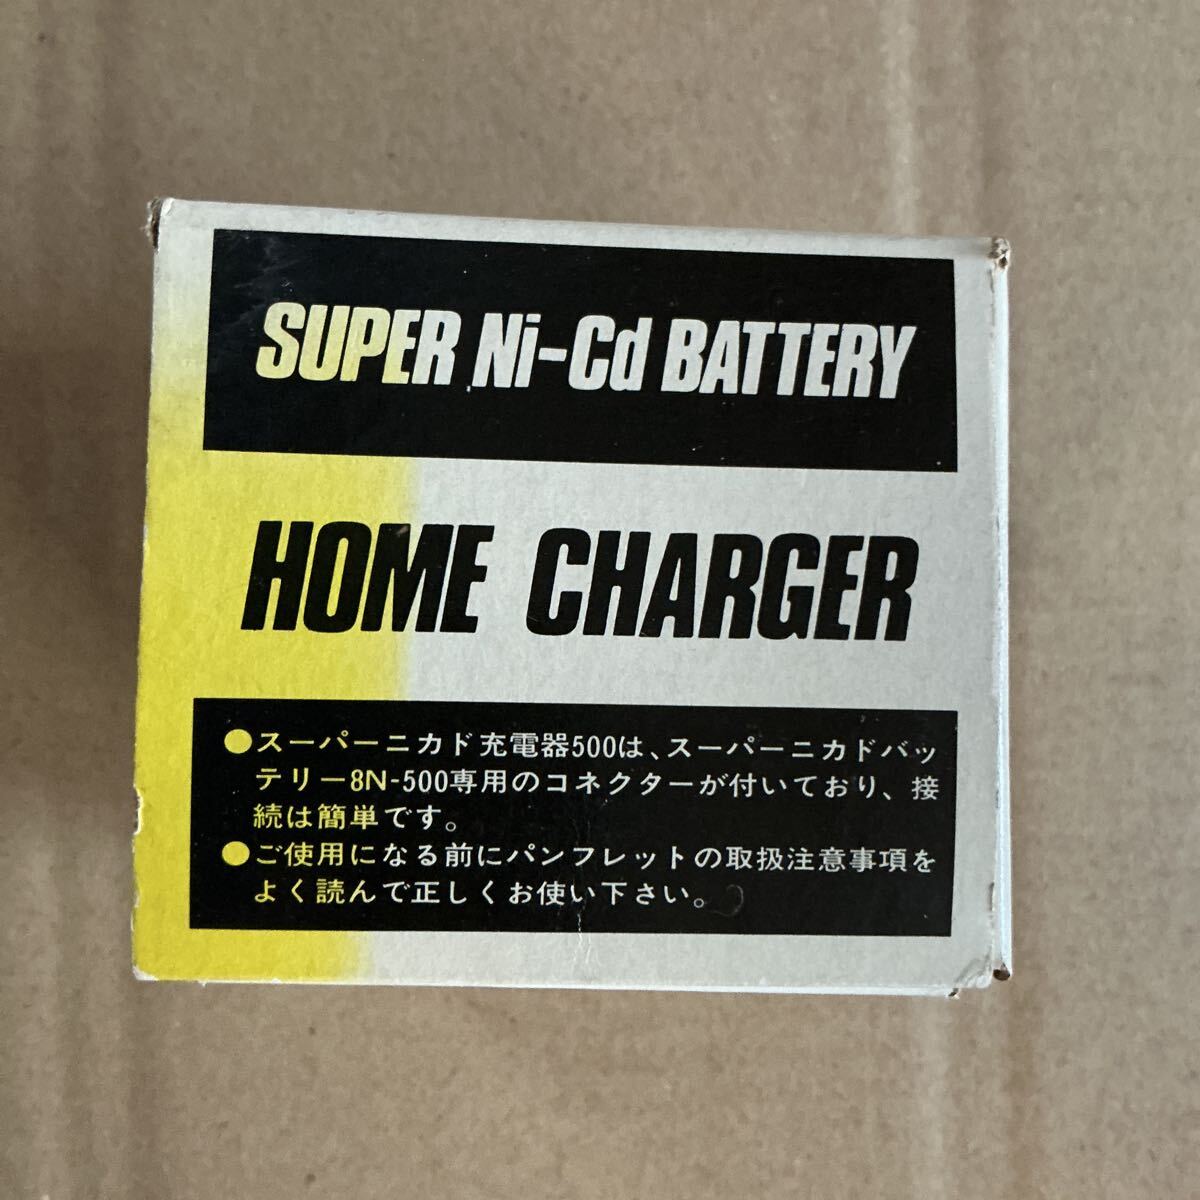 SUPER Ni-Cd BATTERY
HOME CHARGER
●スーパーニカド充電器500は、スーパーニカドバッ
テリー8N-500専用のコネクターが付いており、接
続は簡単です。
●ご使用になる前にパンフレットの取扱注意事項を
よく読んで正しくお使い下さい。